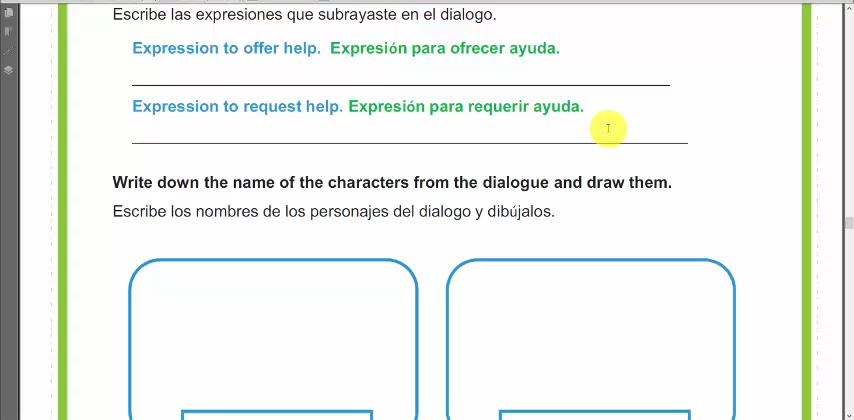 Escribe las expresiones que subrayaste en el dialogo.
Expression to offer help. Expresión para ofrecer ayuda.
Expression to request help. Expresión para requerir ayuda.
Write down the name of the characters from the dialogue and draw them.
Escribe los nombres de los personajes del dialogo y dibújalos.